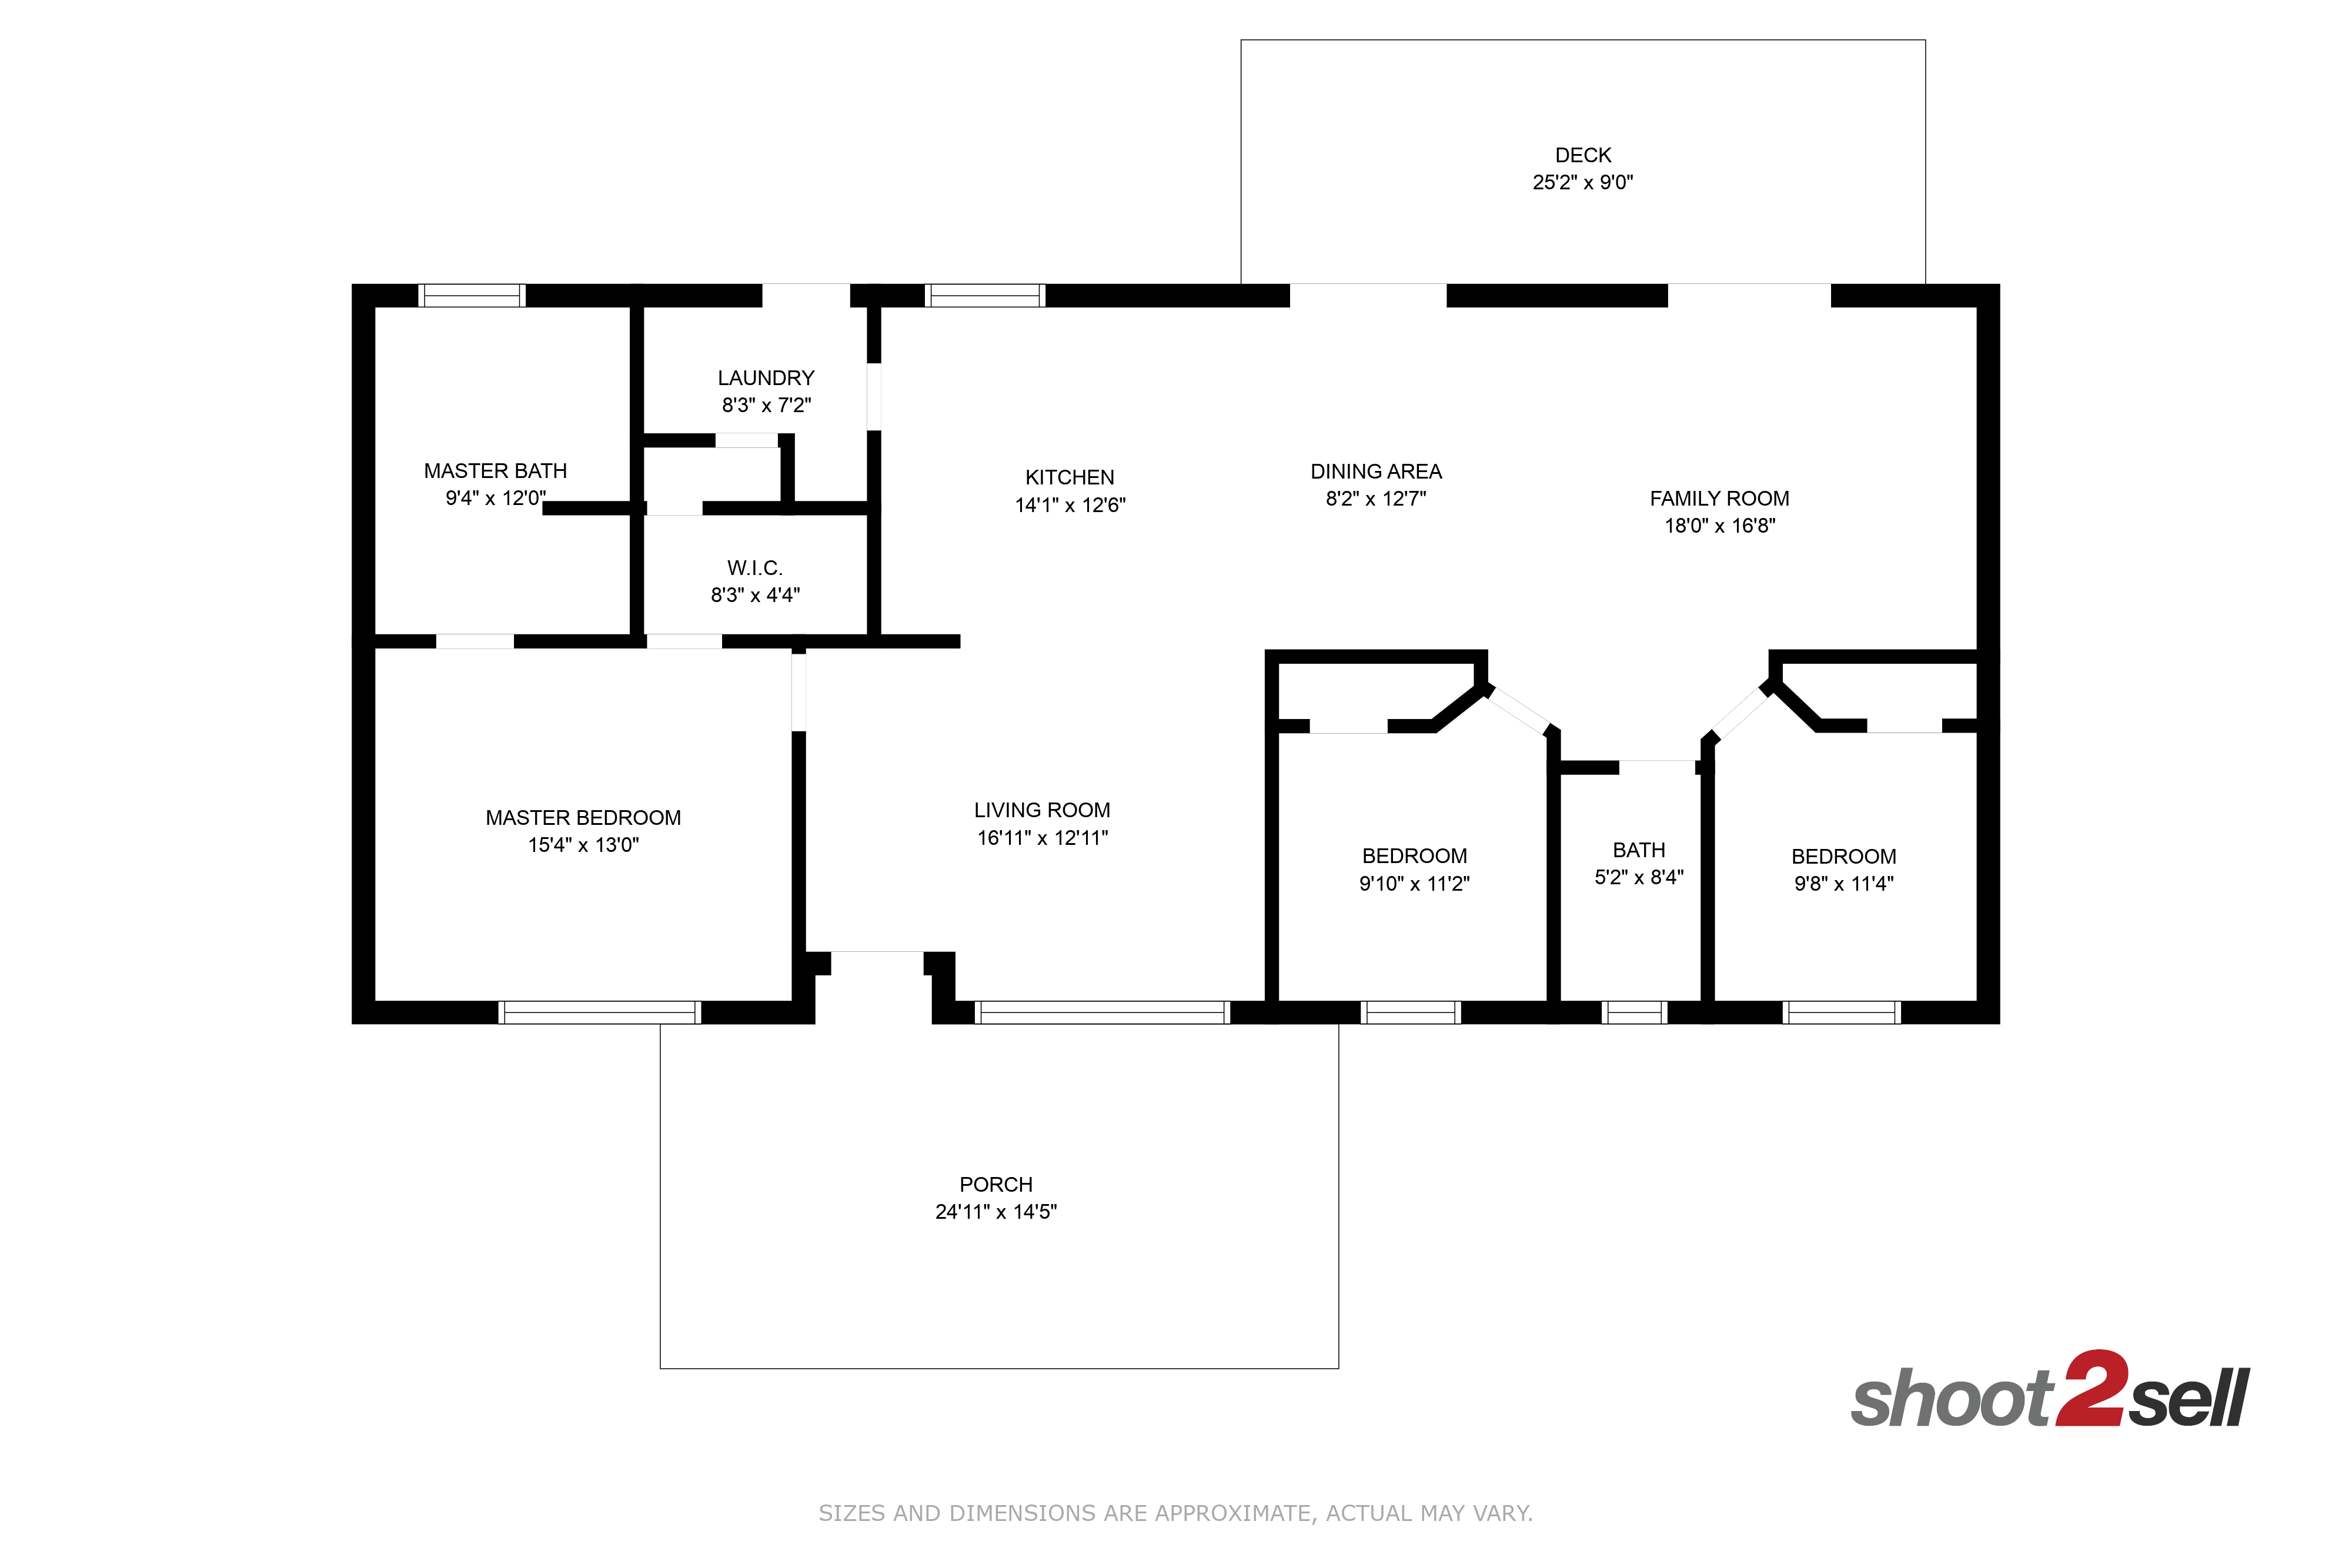 DECK
25'2" x 9'0"
LAUNDRY
8'3" x 7'2"
MASTER BATH
9'4" x 12'0"
KITCHEN
14'1" x 12'6"
DINING AREA
8'2" x 12'7"
FAMILY ROOM
18'0" x 16'8"
W.I.C.
8'3" x 4'4"
MASTER BEDROOM
15'4" x 13'0"
LIVING ROOM
16'11" x 12'11"
BEDROOM
9'10" x 11'2"
BATH
5'2" x 8'4"
BEDROOM
9'8" x 11'4"
PORCH
24'11" x 14'5"
shoot2sell
SIZES AND DIMENSIONS ARE APPROXIMATE, ACTUAL MAY VARY.